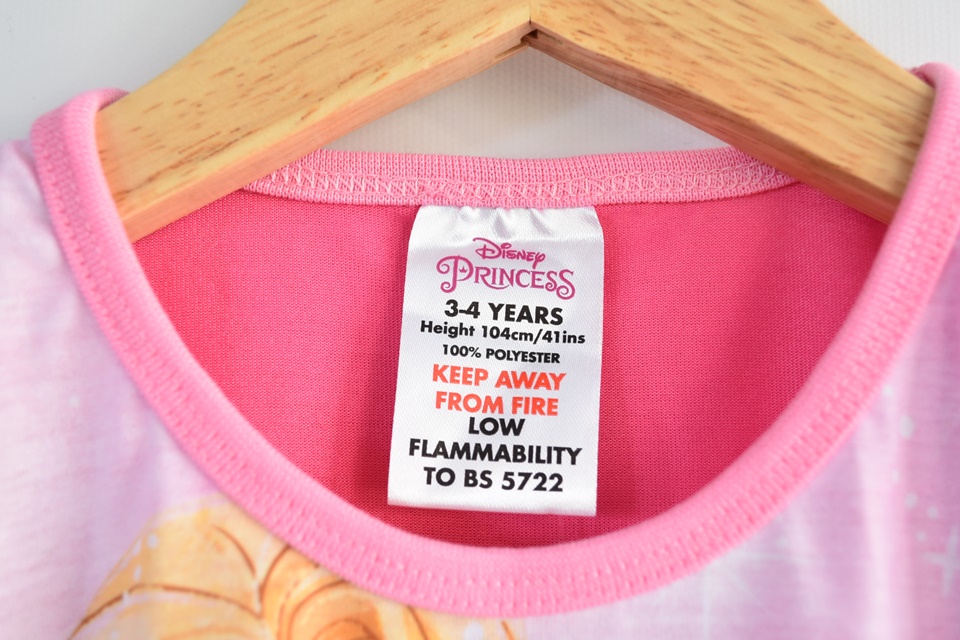 Disney
PRINCESS
3-4 YEARS
Height 104cm/41ins
100% POLYESTER
KEEP AWAY
FROM FIRE
LOW
FLAMMABILITY
TO BS 5722